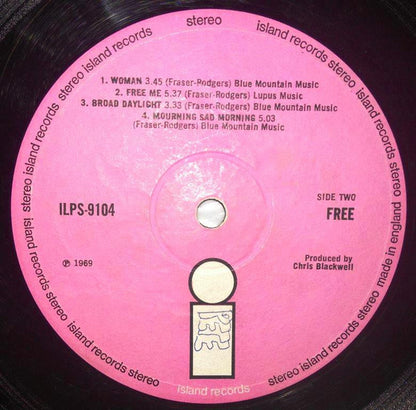 stereo island records stereo island records stereo island records stereo island records stereo made in england
1. WOMAN 3.45 (Fraser-Rodgers) Blue Mountain Music
2. FREE ME 5.37 (Fraser-Rodgers) Lupus Music
3. BROAD DAYLIGHT 3.33 (Fraser-Rodgers) Blue Mountain Music
4. MOURNING SAD MORNING 5.03
(Fraser-Rodgers) Blue Mountain Music
ILPS-9104
SIDE TWO
FREE
℗ 1969
Produced by
Chris Blackwell
island records stereo
island records
stereo island records